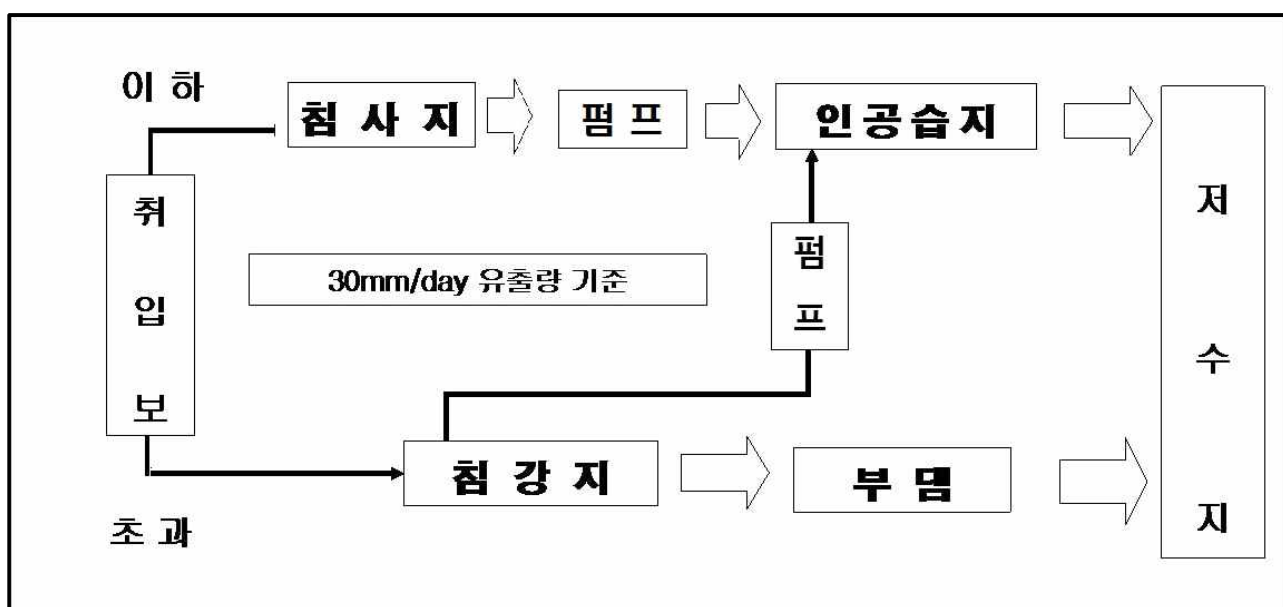 이 하
침 사 지
펌 프
인공습지
저 수 지
취 입 보
펌 프
30mm/day 유출량 기준
침 강 지
부 댐
초 과